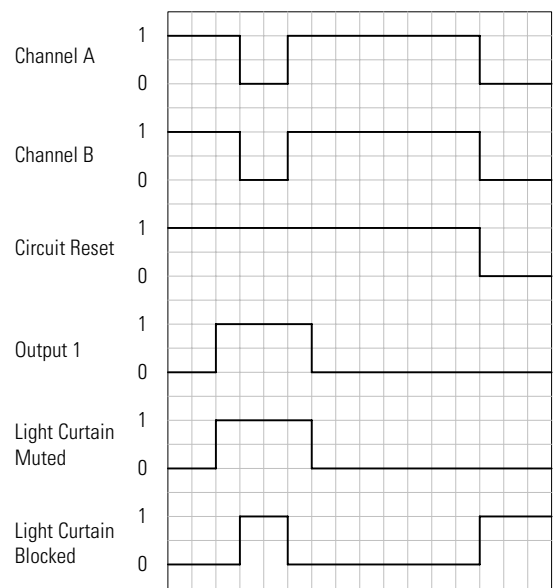 1
Channel A
0
1
Channel B
0
1
Circuit Reset
0
1
Output 1
0
1
Light Curtain
Muted
0
1
Light Curtain
Blocked
0